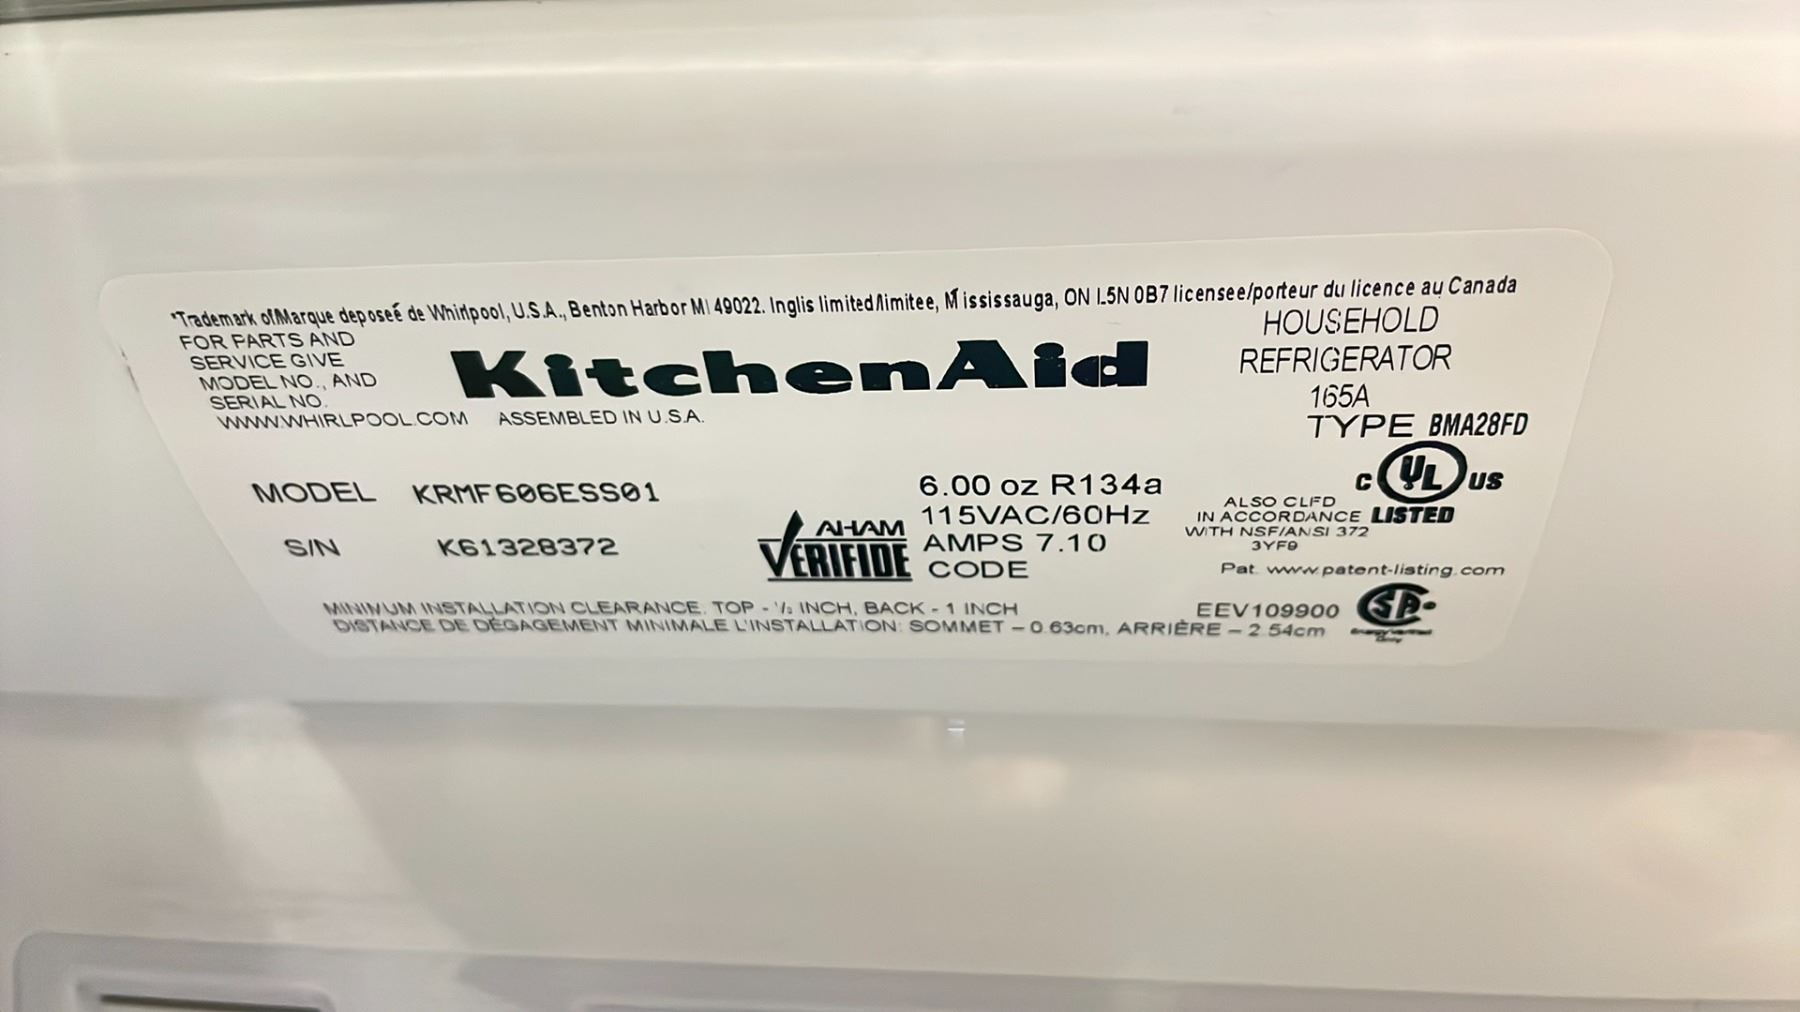 *Trademark of/Marque deposeé de Whirlpool, U.S.A., Benton Harbor MI 49022. Inglis limited/limitee, Mississauga, ON L5N 0B7 licensee/porteur du licence au Canada
FOR PARTS AND
SERVICE GIVE
MODEL NO., AND
SERIAL NO.
WWW.WHIRLPOOL.COM ASSEMBLED IN U.S.A.
KitchenAid
HOUSEHOLD
REFRIGERATOR
165A
TYPE BMA28FD
MODEL KRMF606ESS01
S/N K61328372
AHAM
VERIFIDE
6.00 oz R134a
115VAC/60Hz
AMPS 7.10
CODE
C UL US
LISTED
ALSO CLFD
IN ACCORDANCE
WITH NSF/ANSI 372
3YF9
Pat. www.patent-listing.com
MINIMUM INSTALLATION CLEARANCE. TOP - ½ INCH, BACK - 1 INCH
DISTANCE DE DÉGAGEMENT MINIMALE L'INSTALLATION: SOMMET – 0.63cm, ARRIÈRE – 2.54cm
EEV109900
SA
Energy Verified
Only